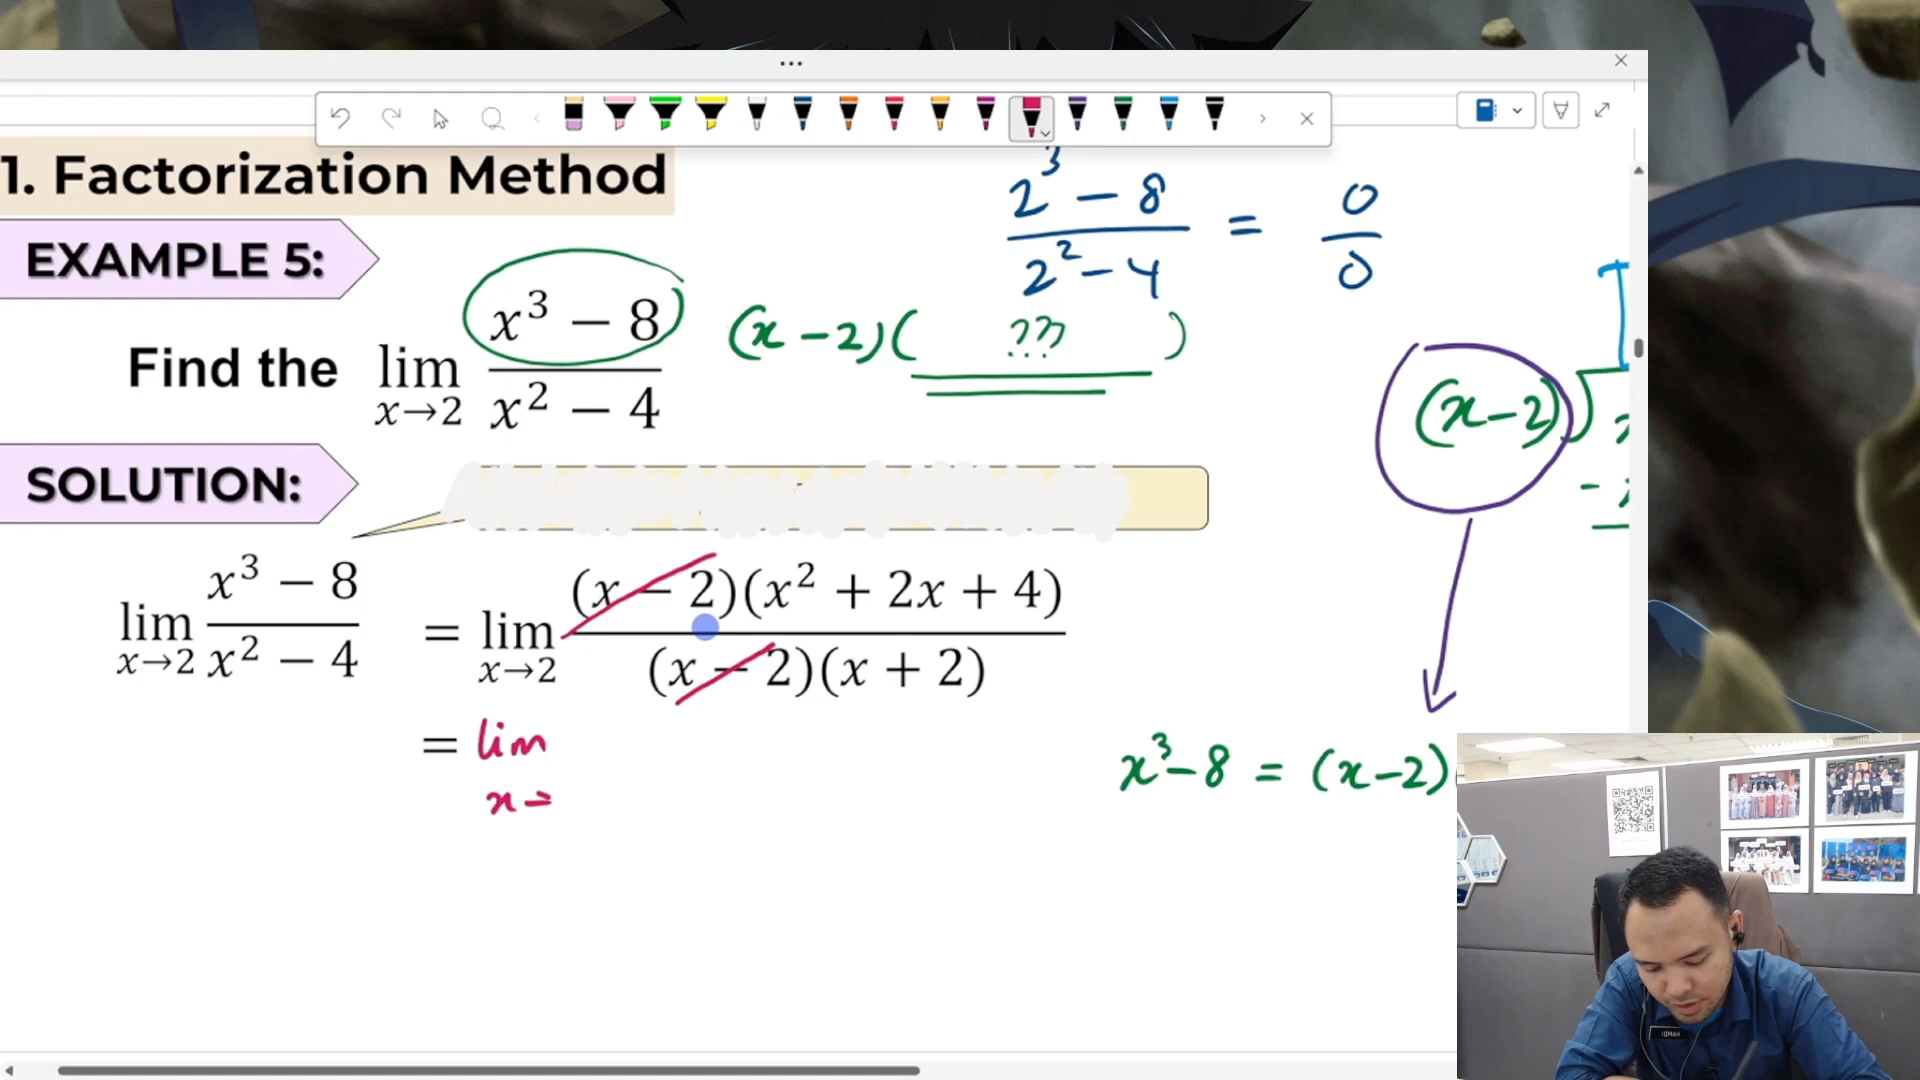 1. Factorization Method
2³ - 8 / 2² - 4 = 0 / 0
EXAMPLE 5:
Find the lim x→2 x³ − 8 / x² − 4
(x - 2)( ??? )
(x - 2)
SOLUTION:
lim x→2 x³ − 8 / x² − 4 = lim x→2 (x − 2)(x² + 2x + 4) / (x − 2)(x + 2)
= lim
x →
x³ - 8 = (x - 2)
IQMAH